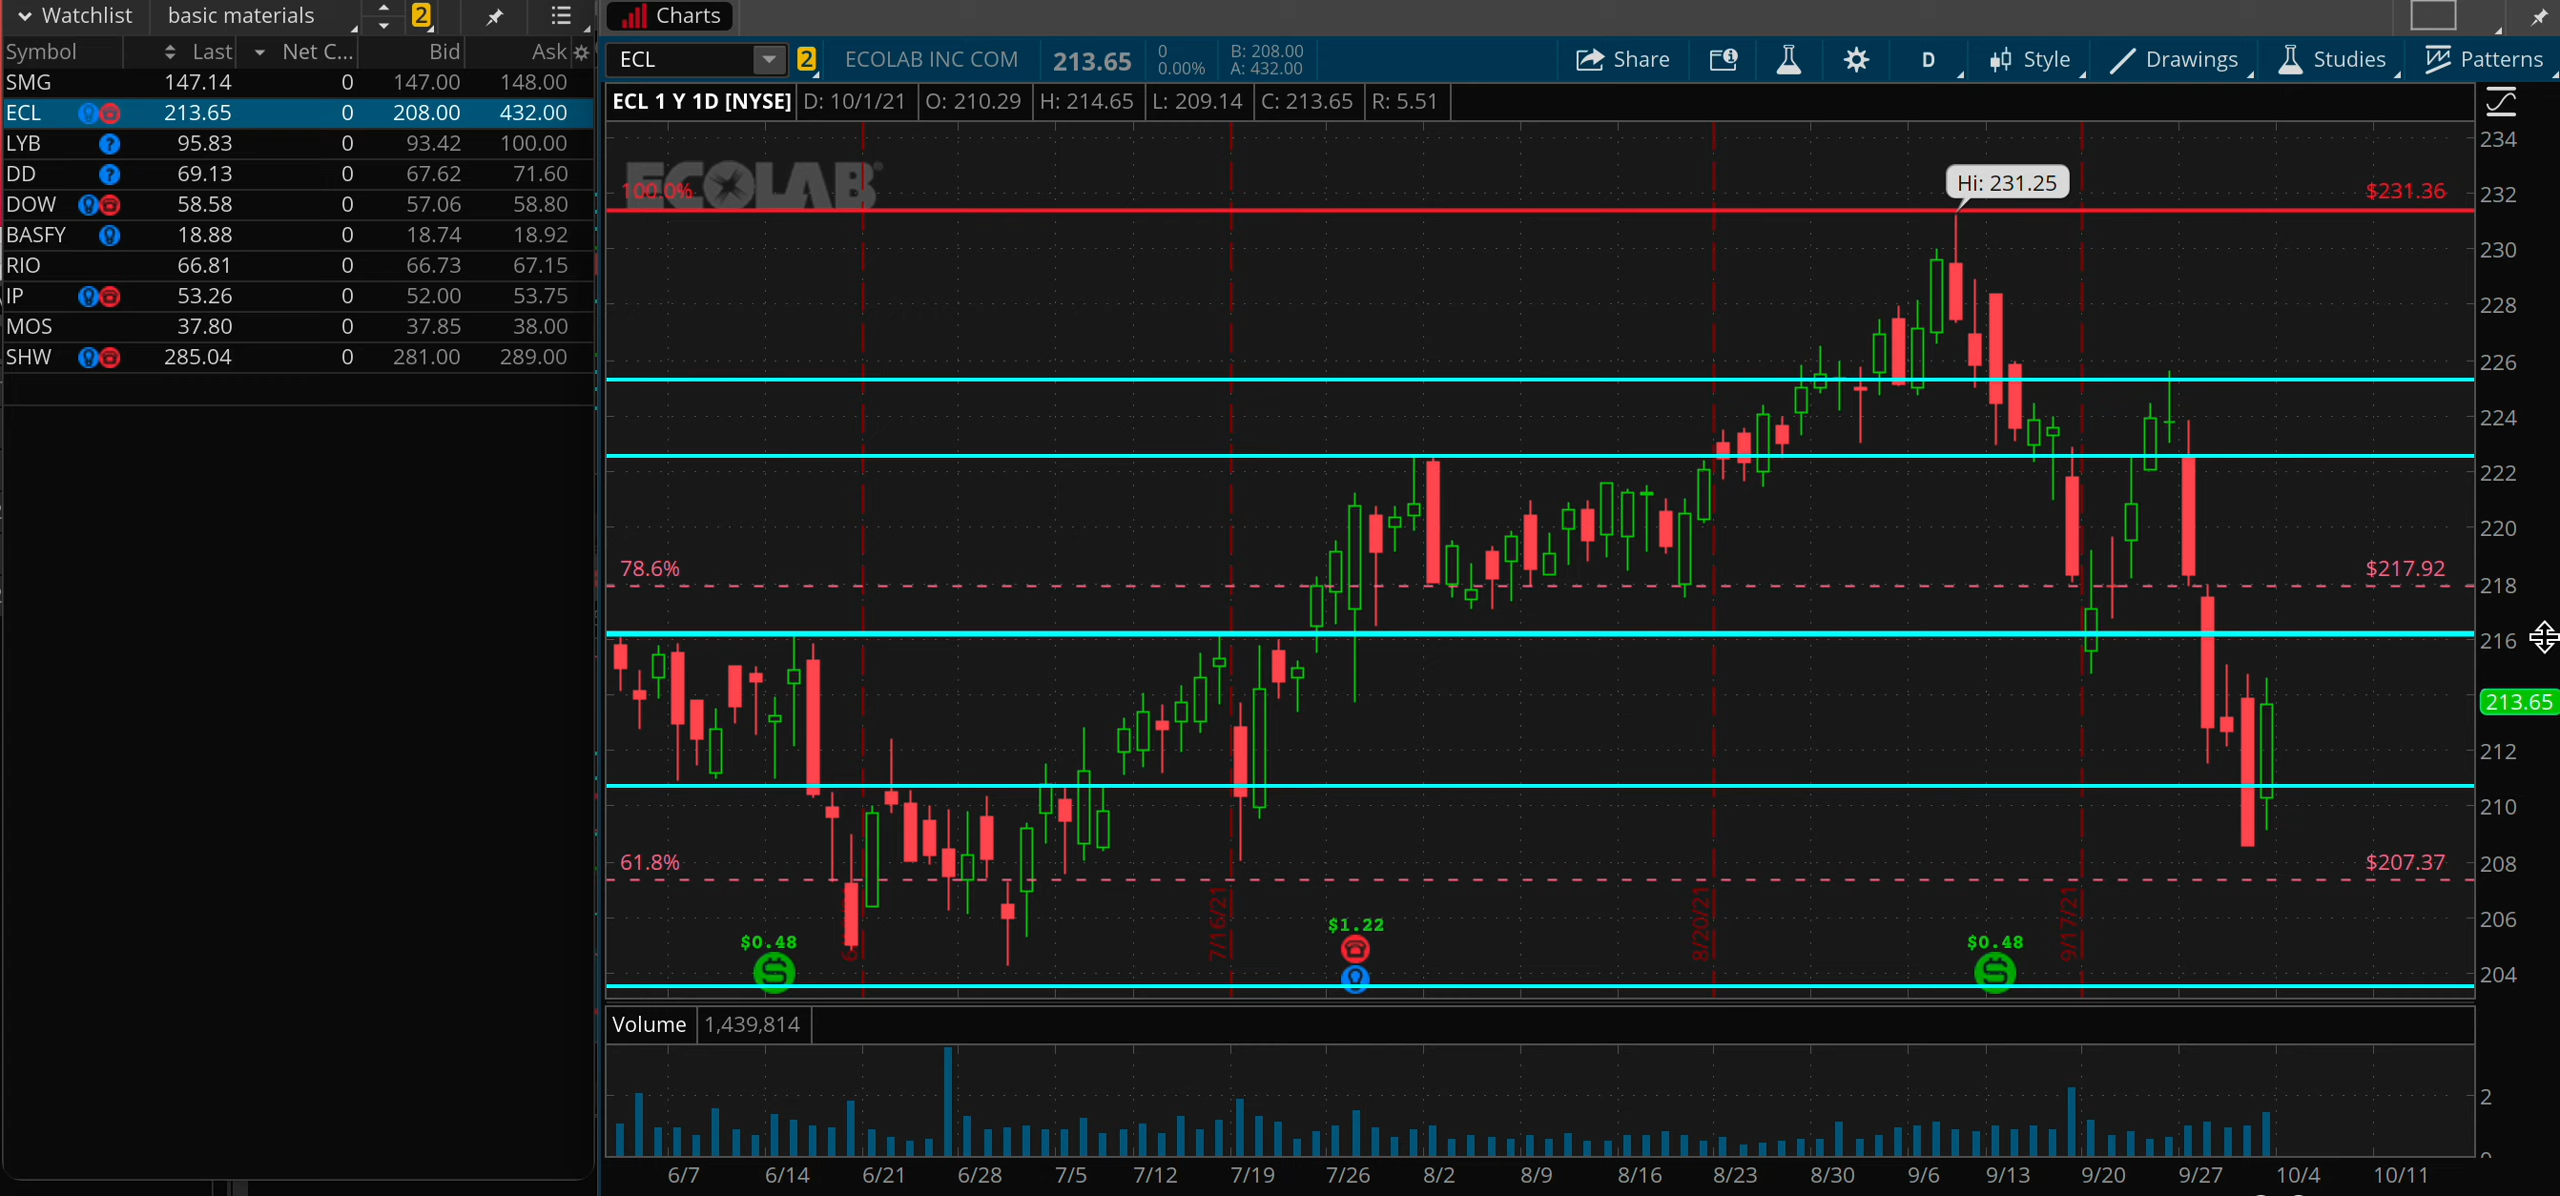 Watchlist basic materials 2
Symbol Last Net C... Bid Ask
SMG 147.14 0 147.00 148.00
ECL 213.65 0 208.00 432.00
LYB ? 95.83 0 93.42 100.00
DD ? 69.13 0 67.62 71.60
DOW 58.58 0 57.06 58.80
BASFY 18.88 0 18.74 18.92
RIO 66.81 0 66.73 67.15
IP 53.26 0 52.00 53.75
MOS 37.80 0 37.85 38.00
SHW 285.04 0 281.00 289.00
Charts
ECL 2 ECOLAB INC COM 213.65 0 0.00% B: 208.00 A: 432.00 Share D Style Drawings Studies Patterns
ECL 1 Y 1D [NYSE] D: 10/1/21 O: 210.29 H: 214.65 L: 209.14 C: 213.65 R: 5.51
ECOLAB
100.0%
Hi: 231.25
$231.36
78.6%
$217.92
61.8%
$207.37
234
232
230
228
226
224
222
220
218
216
213.65
212
210
208
206
204
7/16/21
8/20/21
9/17/21
$0.48
$1.22
$0.48
Volume 1,439,814
2
6/7 6/14 6/21 6/28 7/5 7/12 7/19 7/26 8/2 8/9 8/16 8/23 8/30 9/6 9/13 9/20 9/27 10/4 10/11